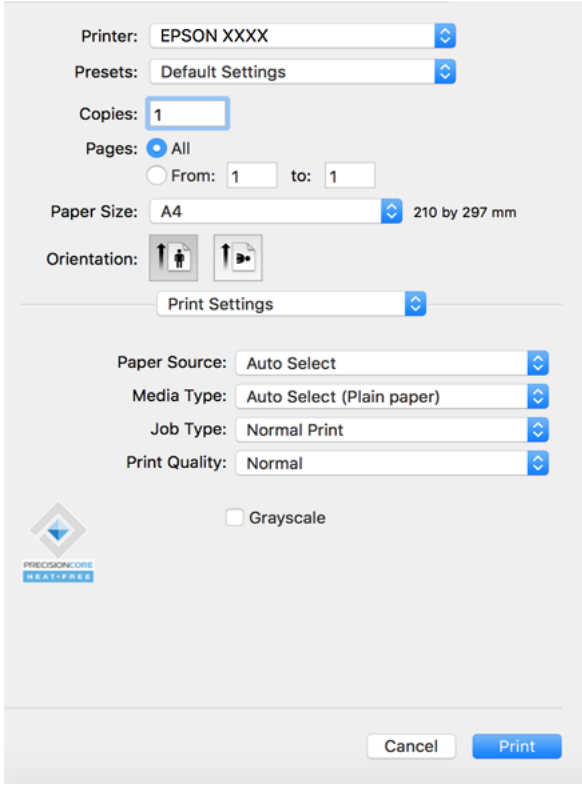 Printer: EPSON XXXX
Presets: Default Settings
Copies: 1
Pages: All
From: 1 to: 1
Paper Size: A4 210 by 297 mm
Orientation:
Print Settings
Paper Source: Auto Select
Media Type: Auto Select (Plain paper)
Job Type: Normal Print
Print Quality: Normal
Grayscale
PRECISIONCORE
HEAT-FREE
Cancel Print